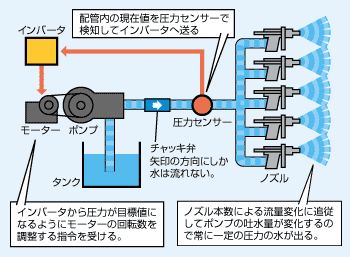 配管内の現在値を圧力センサーで
検知してインバータへ送る
インバータ
モーター
ポンプ
圧力センサー
チャッキ弁
矢印の方向にしか
水は流れない。
タンク
ノズル
インバータから圧力が目標値に
なるようにモーターの回転数を
調整する指令を受ける。
ノズル本数による流量変化に追従
してポンプの吐水量が変化するの
で常に一定の圧力の水が出る。